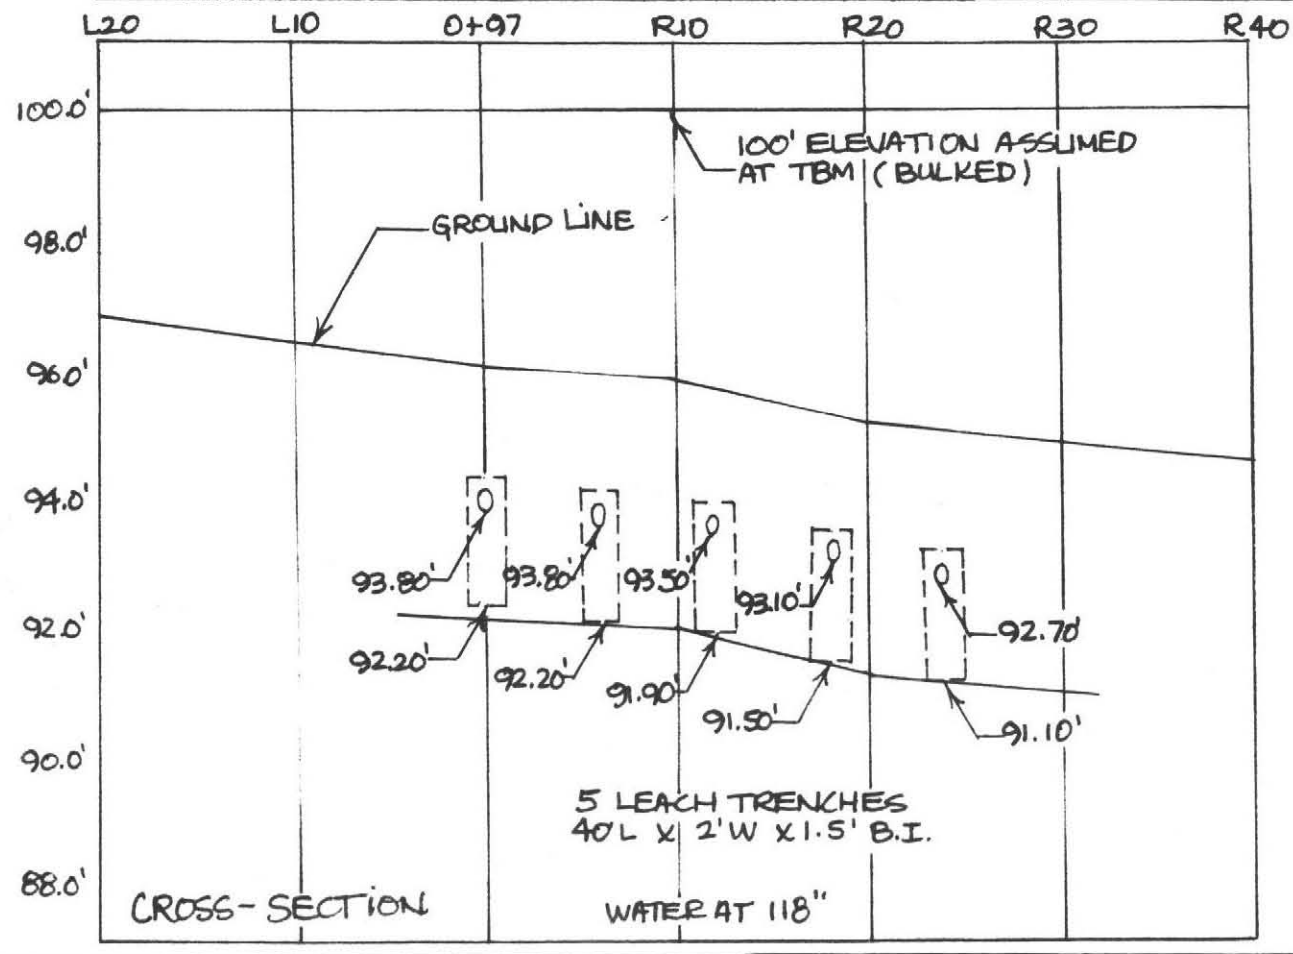 L20 L10 0+97 R10 R20 R30 R40
100.0'
100' ELEVATION ASSUMED
AT TBM (BULKED)
GROUND LINE
98.0'
96.0'
94.0'
93.80' 93.80' 93.50' 93.10'
92.0'
92.70'
92.20' 92.20' 91.90' 91.50' 91.10'
90.0'
5 LEACH TRENCHES
40'L X 2'W X 1.5' B.I.
88.0'
CROSS-SECTION
WATER AT 118"